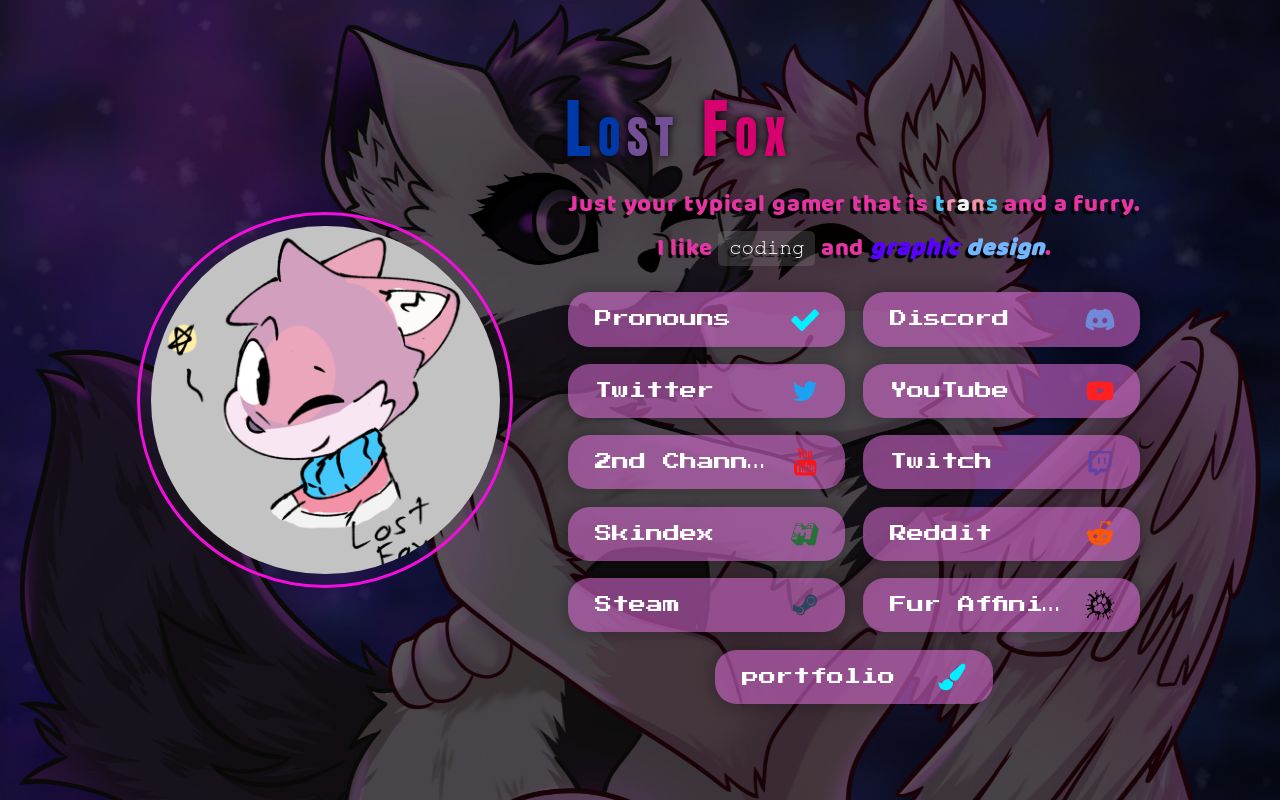 Lost Fox
Just your typical gamer that is trans and a furry.
I like coding and graphic design.
Pronouns
Discord
Twitter
YouTube
2nd Chann...
Twitch
Skindex
Reddit
Steam
Fur Affini...
portfolio
Lost
Fox